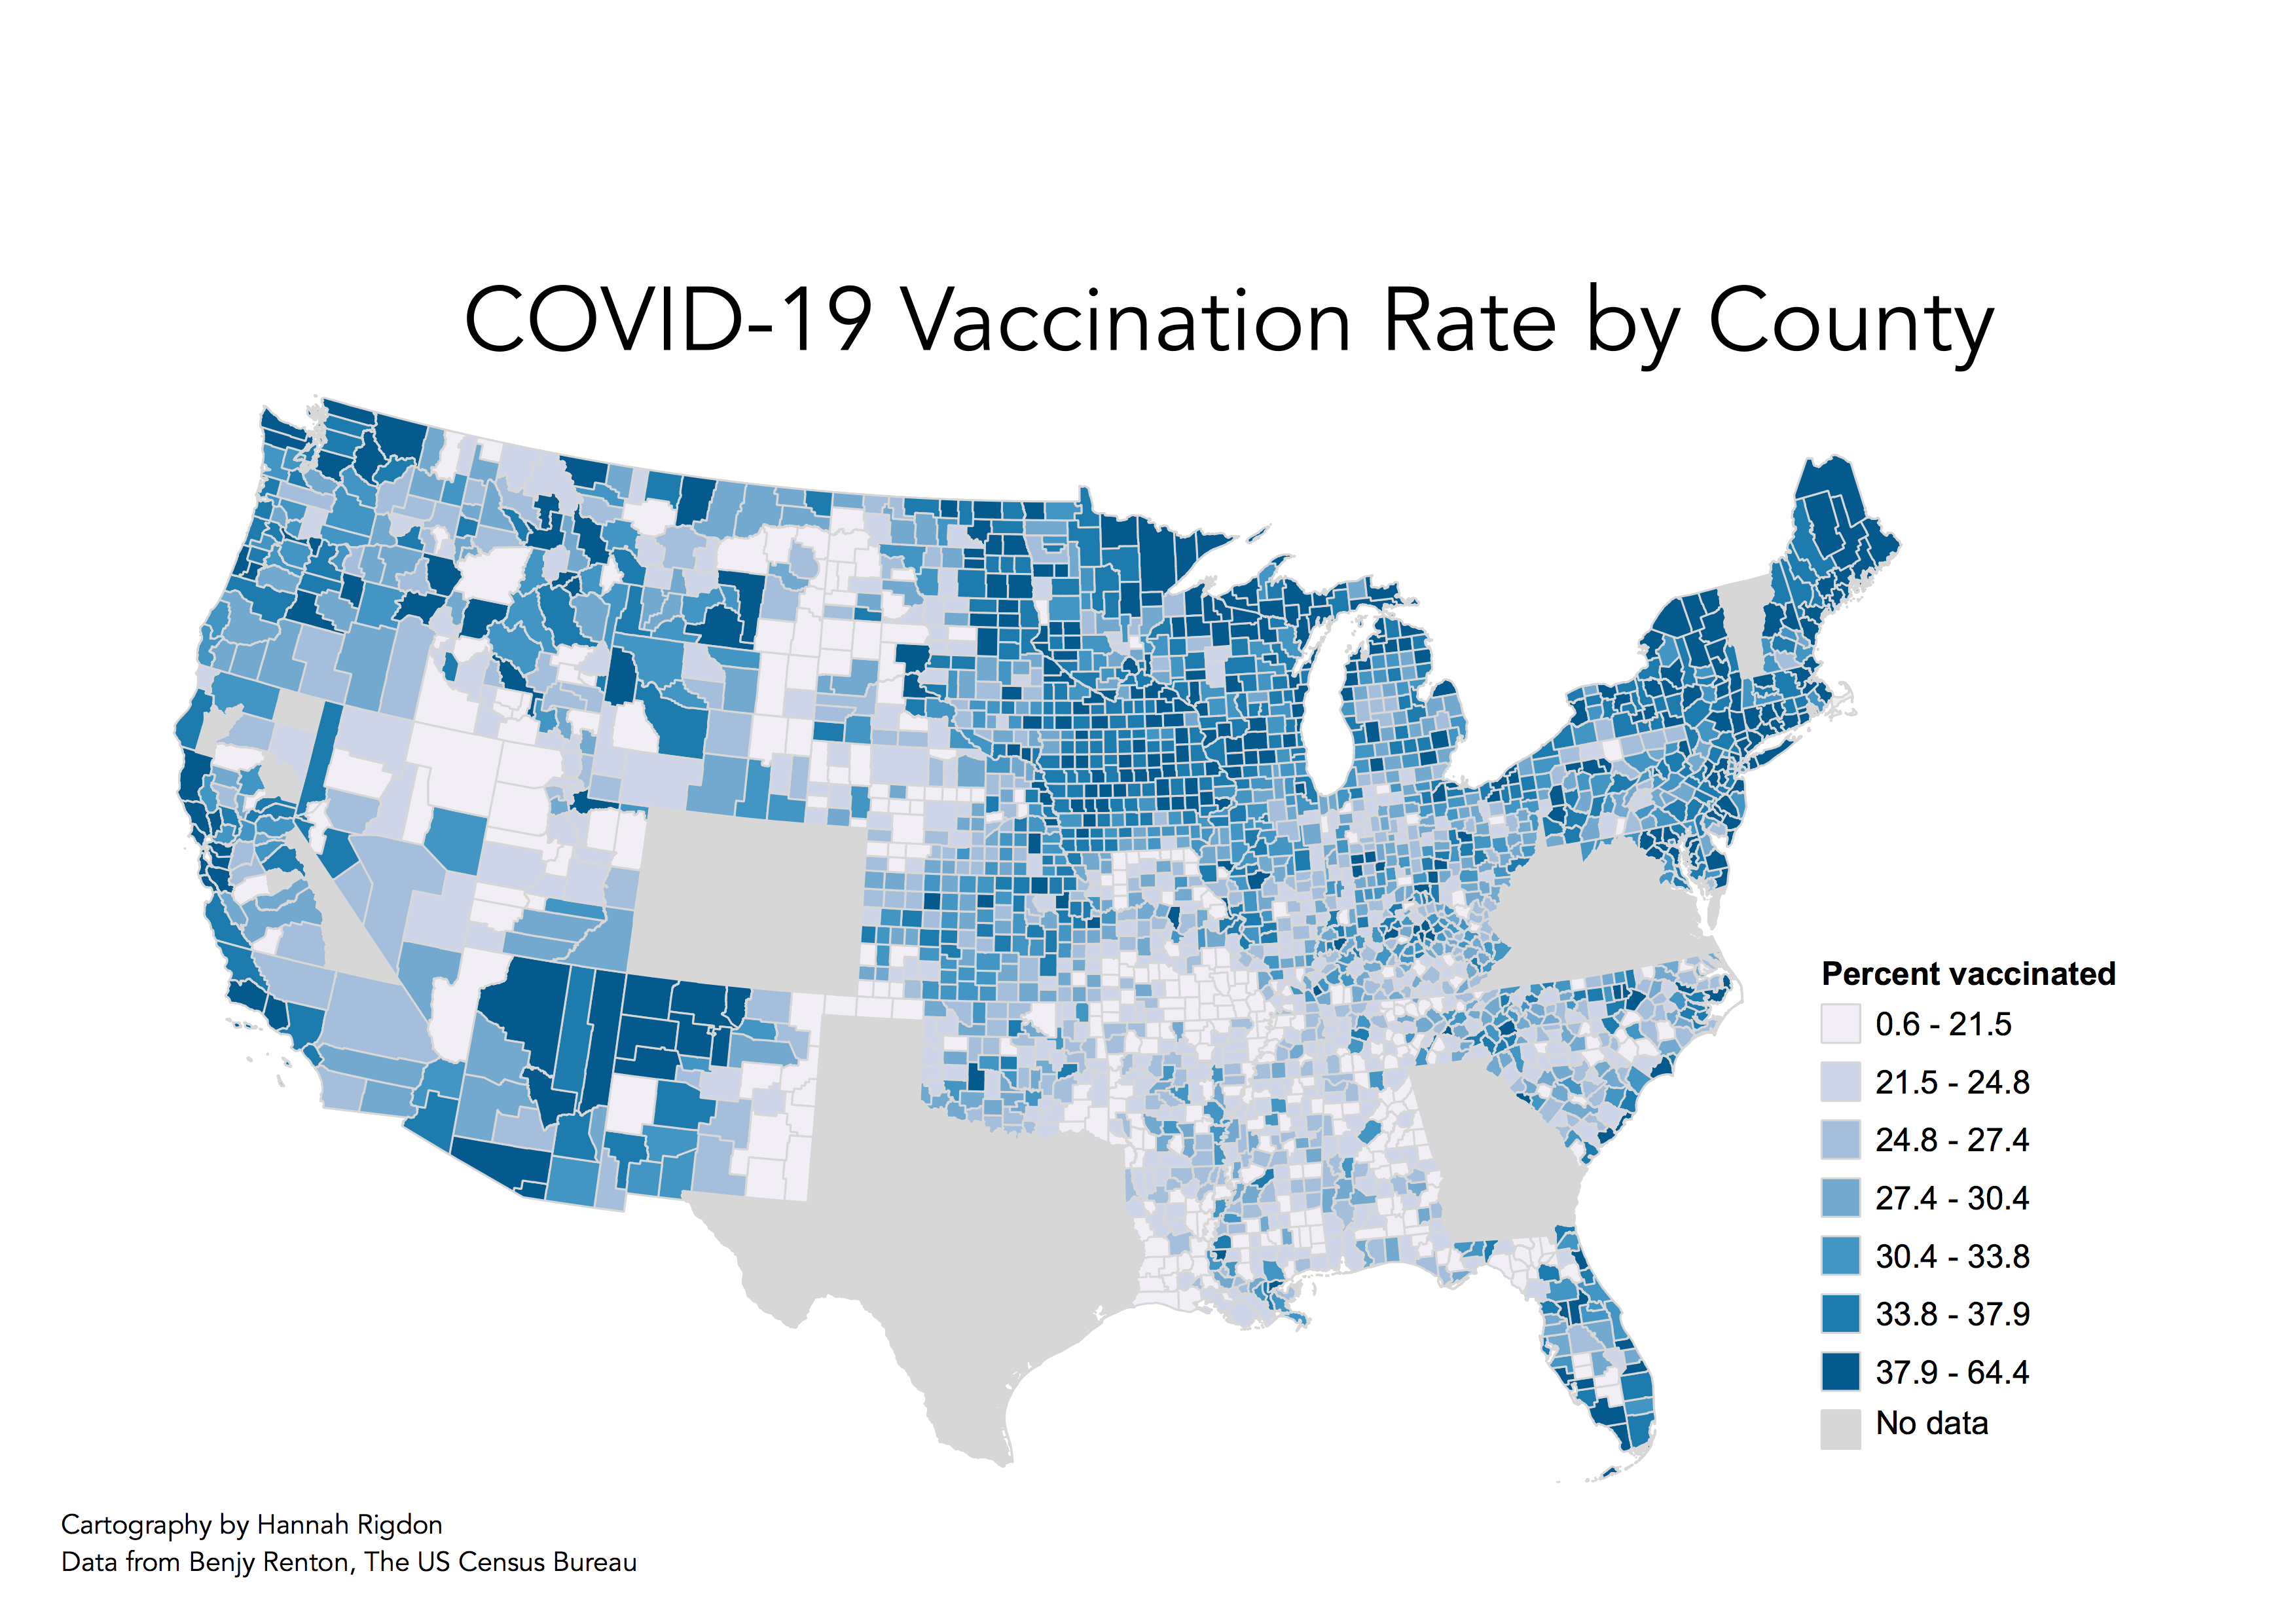 COVID-19 Vaccination Rate by County
Percent vaccinated
0.6 - 21.5
21.5 - 24.8
24.8 - 27.4
27.4 - 30.4
30.4 - 33.8
33.8 - 37.9
37.9 - 64.4
No data
Cartography by Hannah Rigdon
Data from Benjy Renton, The US Census Bureau